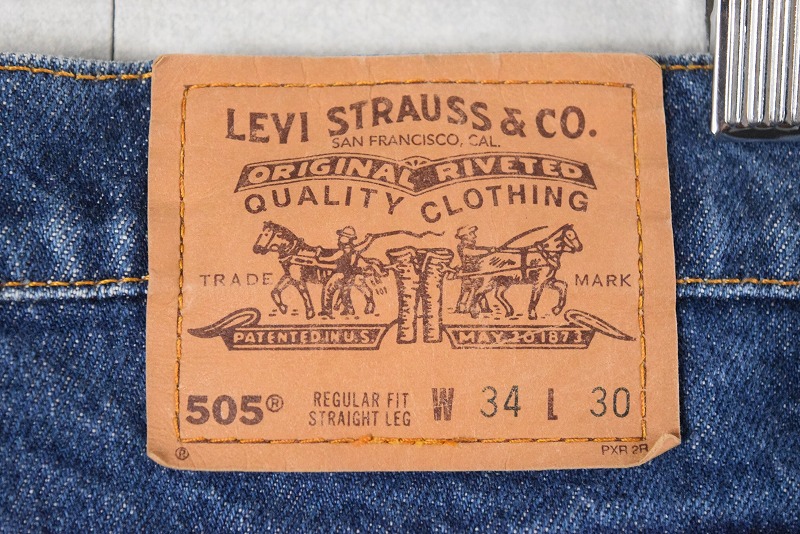 LEVI STRAUSS & CO.
SAN FRANCISCO, CAL.
ORIGINAL RIVETED
QUALITY CLOTHING
TRADE MARK
PATENTED IN U.S. MAY 20 1873
505® REGULAR FIT STRAIGHT LEG W 34 L 30
® PXR 2R